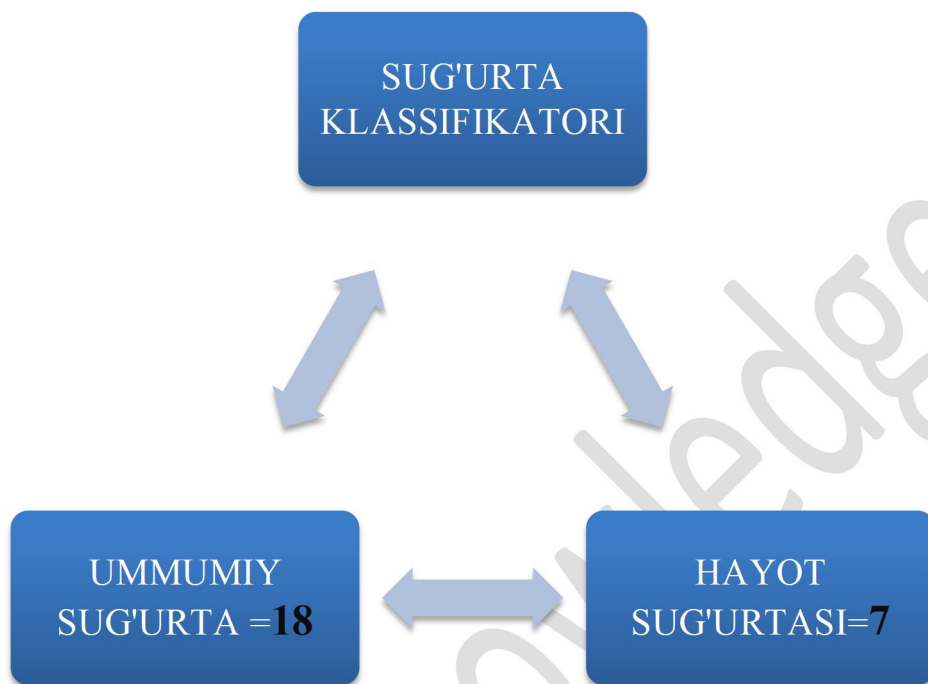 SUG'URTA
KLASSIFIKATORI
UMMUMIY
SUG'URTA =18
HAYOT
SUG'URTASI=7